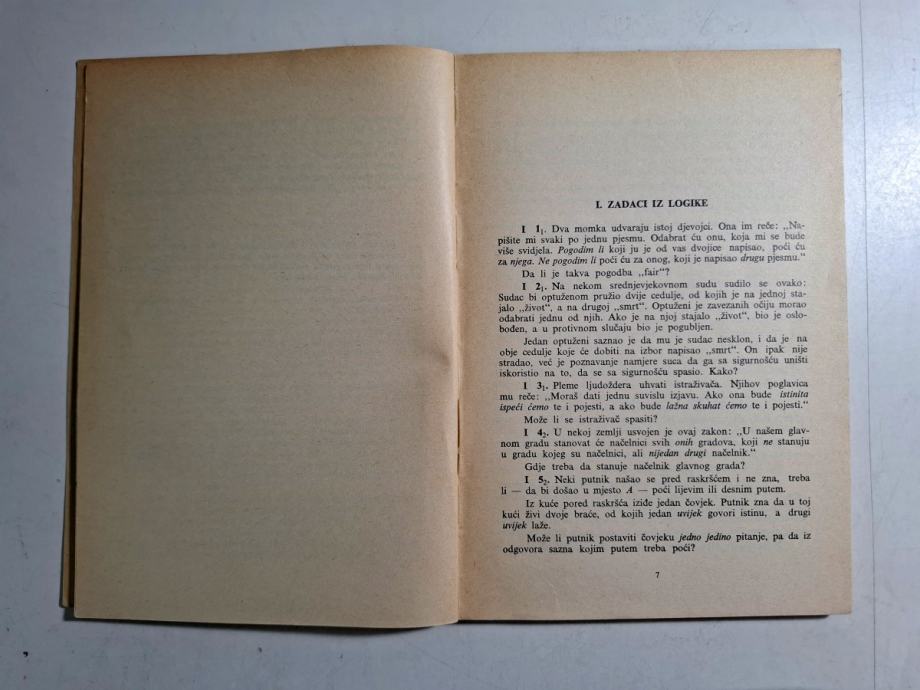 I. ZADACI IZ LOGIKE
I 1₁. Dva momka udvaraju istoj djevojci. Ona im reče: „Na-
pišite mi svaki po jednu pjesmu. Odabrat ću onu, koja mi se bude
više svidjela. Pogodim li koji ju je od vas dvojice napisao, poći ću
za njega. Ne pogodim li poći ću za onog, koji je napisao drugu pjesmu.“
Da li je takva pogodba „fair“?
I 2₁. Na nekom srednjevjekovnom sudu sudilo se ovako:
Sudac bi optuženom pružio dvije cedulje, od kojih je na jednoj sta-
jalo „život“, a na drugoj „smrt“. Optuženi je zavezanih očiju morao
odabrati jednu od njih. Ako je na njoj stajalo „život“, bio je oslo-
bođen, a u protivnom slučaju bio je pogubljen.
Jedan optuženi saznao je da mu je sudac nesklon, i da je na
obje cedulje koje će dobiti na izbor napisao „smrt“. On ipak nije
stradao, već je poznavanje namjere suca da ga sa sigurnošću uništi
iskoristio na to, da se sa sigurnošću spasio. Kako?
I 3₁. Pleme ljudoždera uhvati istraživača. Njihov poglavica
mu reče: „Moraš dati jednu suvislu izjavu. Ako ona bude istinita
ispeći ćemo te i pojesti, a ako bude lažna skuhat ćemo te i pojesti.“
Može li se istraživač spasiti?
I 4₂. U nekoj zemlji usvojen je ovaj zakon: „U našem glav-
nom gradu stanovat će načelnici svih onih gradova, koji ne stanuju
u gradu kojeg su načelnici, ali nijedan drugi načelnik.“
Gdje treba da stanuje načelnik glavnog grada?
I 5₂. Neki putnik našao se pred raskršćem i ne zna, treba
li — da bi došao u mjesto A — poći lijevim ili desnim putem.
Iz kuće pored raskršća iziđe jedan čovjek. Putnik zna da u toj
kući živi dvoje braće, od kojih jedan uvijek govori istinu, a drugi
uvijek laže.
Može li putnik postaviti čovjeku jedno jedino pitanje, pa da iz
odgovora sazna kojim putem treba poći?
7